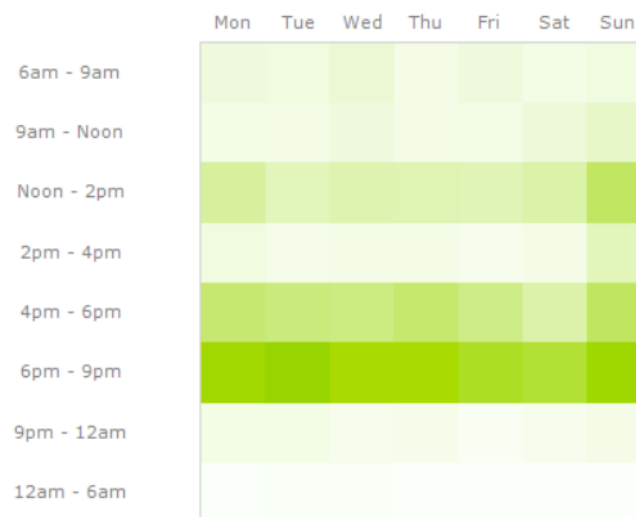 Mon Tue Wed Thu Fri Sat Sun
6am - 9am
9am - Noon
Noon - 2pm
2pm - 4pm
4pm - 6pm
6pm - 9pm
9pm - 12am
12am - 6am